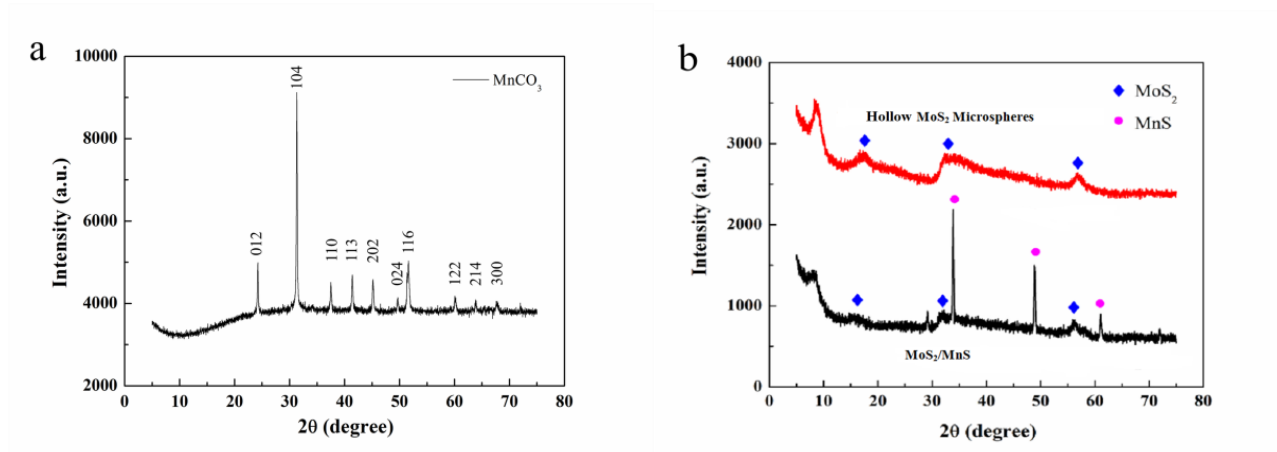 a
10000
8000
6000
4000
2000
Intensity (a.u.)
MnCO₃
012
104
110
113
202
024
116
122
214
300
0 10 20 30 40 50 60 70 80
2θ (degree)
b
4000
3000
2000
1000
0
Intensity (a.u.)
MoS₂
MnS
Hollow MoS₂ Microspheres
MoS₂/MnS
0 10 20 30 40 50 60 70 80
2θ (degree)